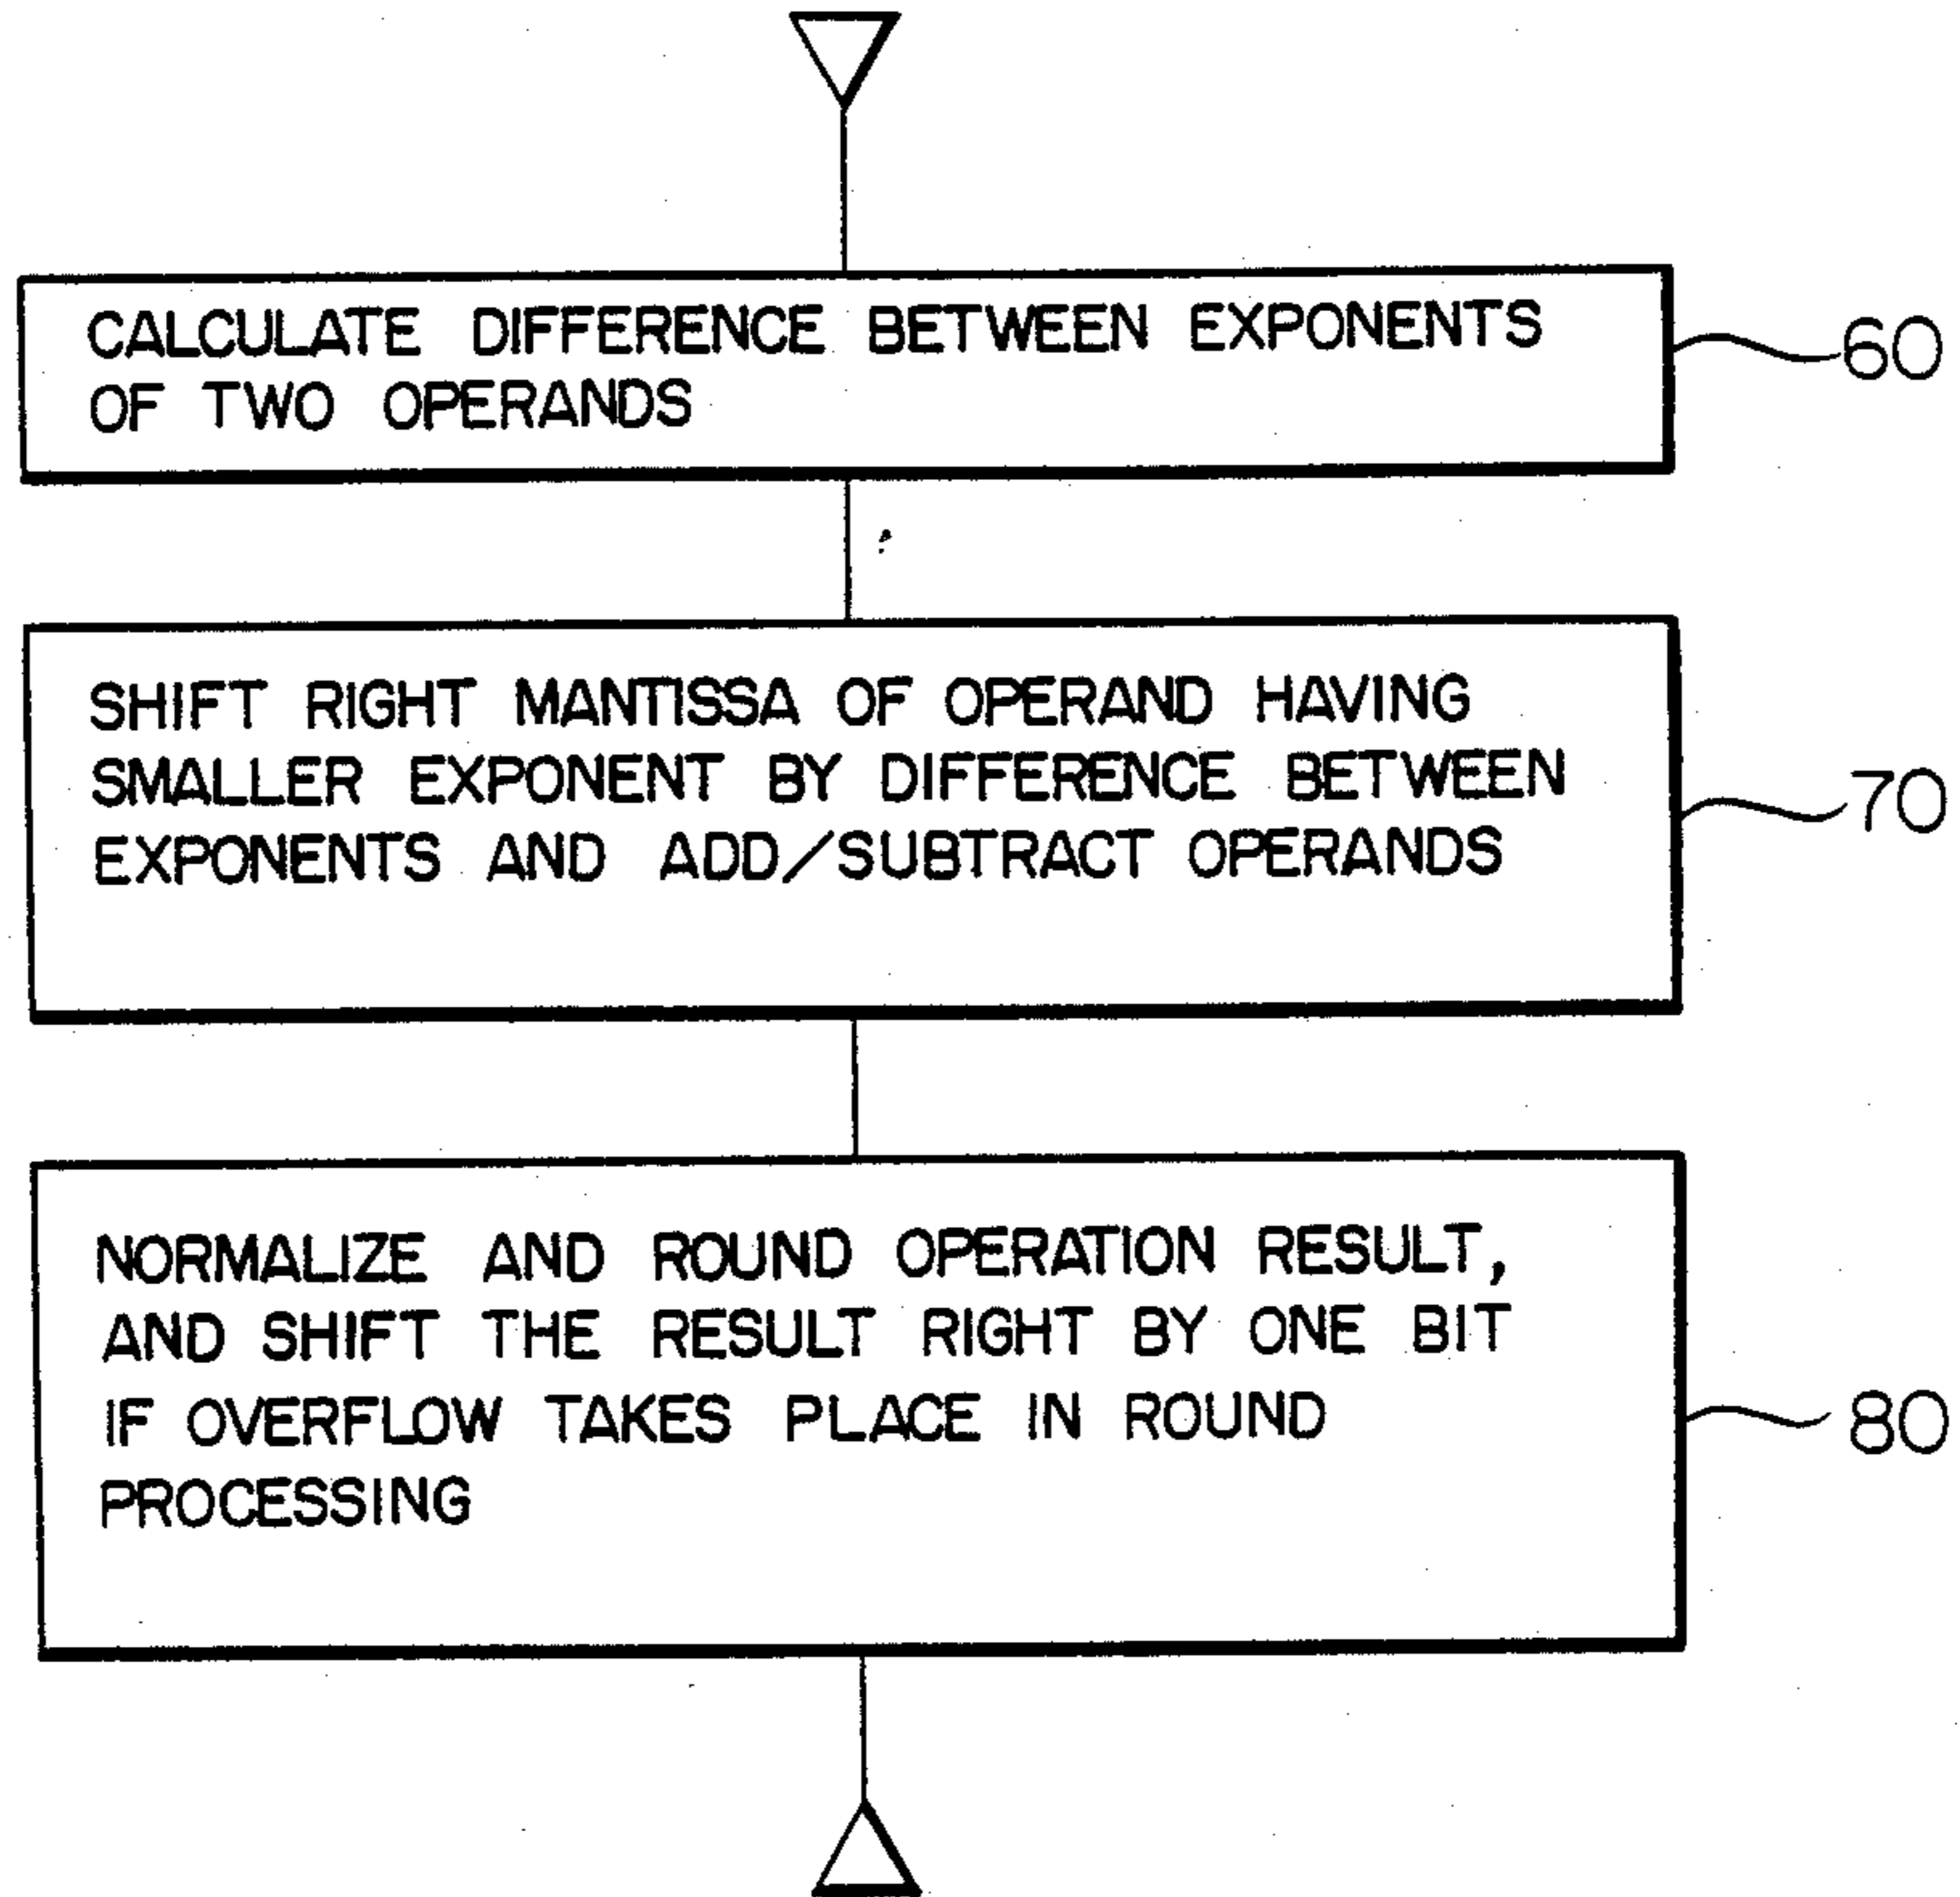 CALCULATE DIFFERENCE BETWEEN EXPONENTS
OF TWO OPERANDS
60
SHIFT RIGHT MANTISSA OF OPERAND HAVING
SMALLER EXPONENT BY DIFFERENCE BETWEEN
EXPONENTS AND ADD/SUBTRACT OPERANDS
70
NORMALIZE AND ROUND OPERATION RESULT,
AND SHIFT THE RESULT RIGHT BY ONE BIT
IF OVERFLOW TAKES PLACE IN ROUND
PROCESSING
80